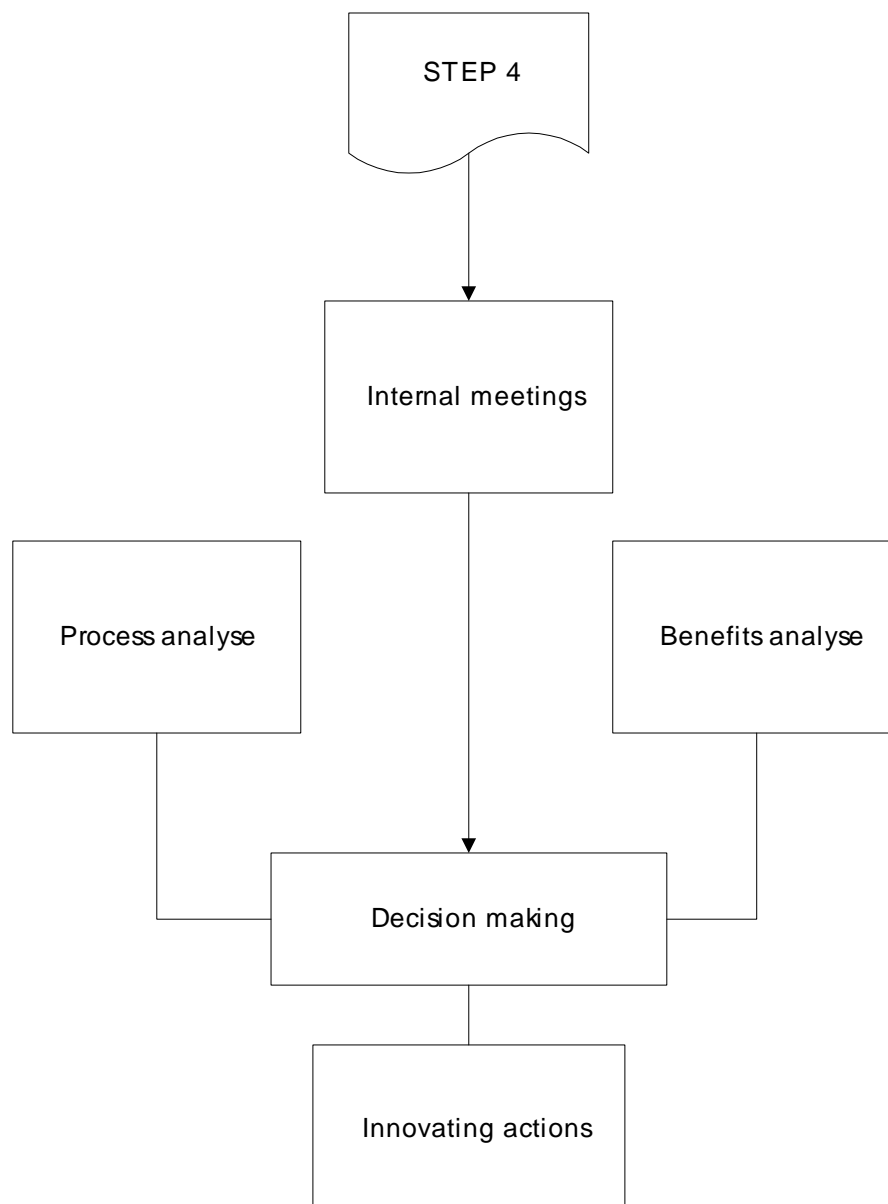 STEP 4
Internal meetings
Process analyse
Benefits analyse
Decision making
Innovating actions